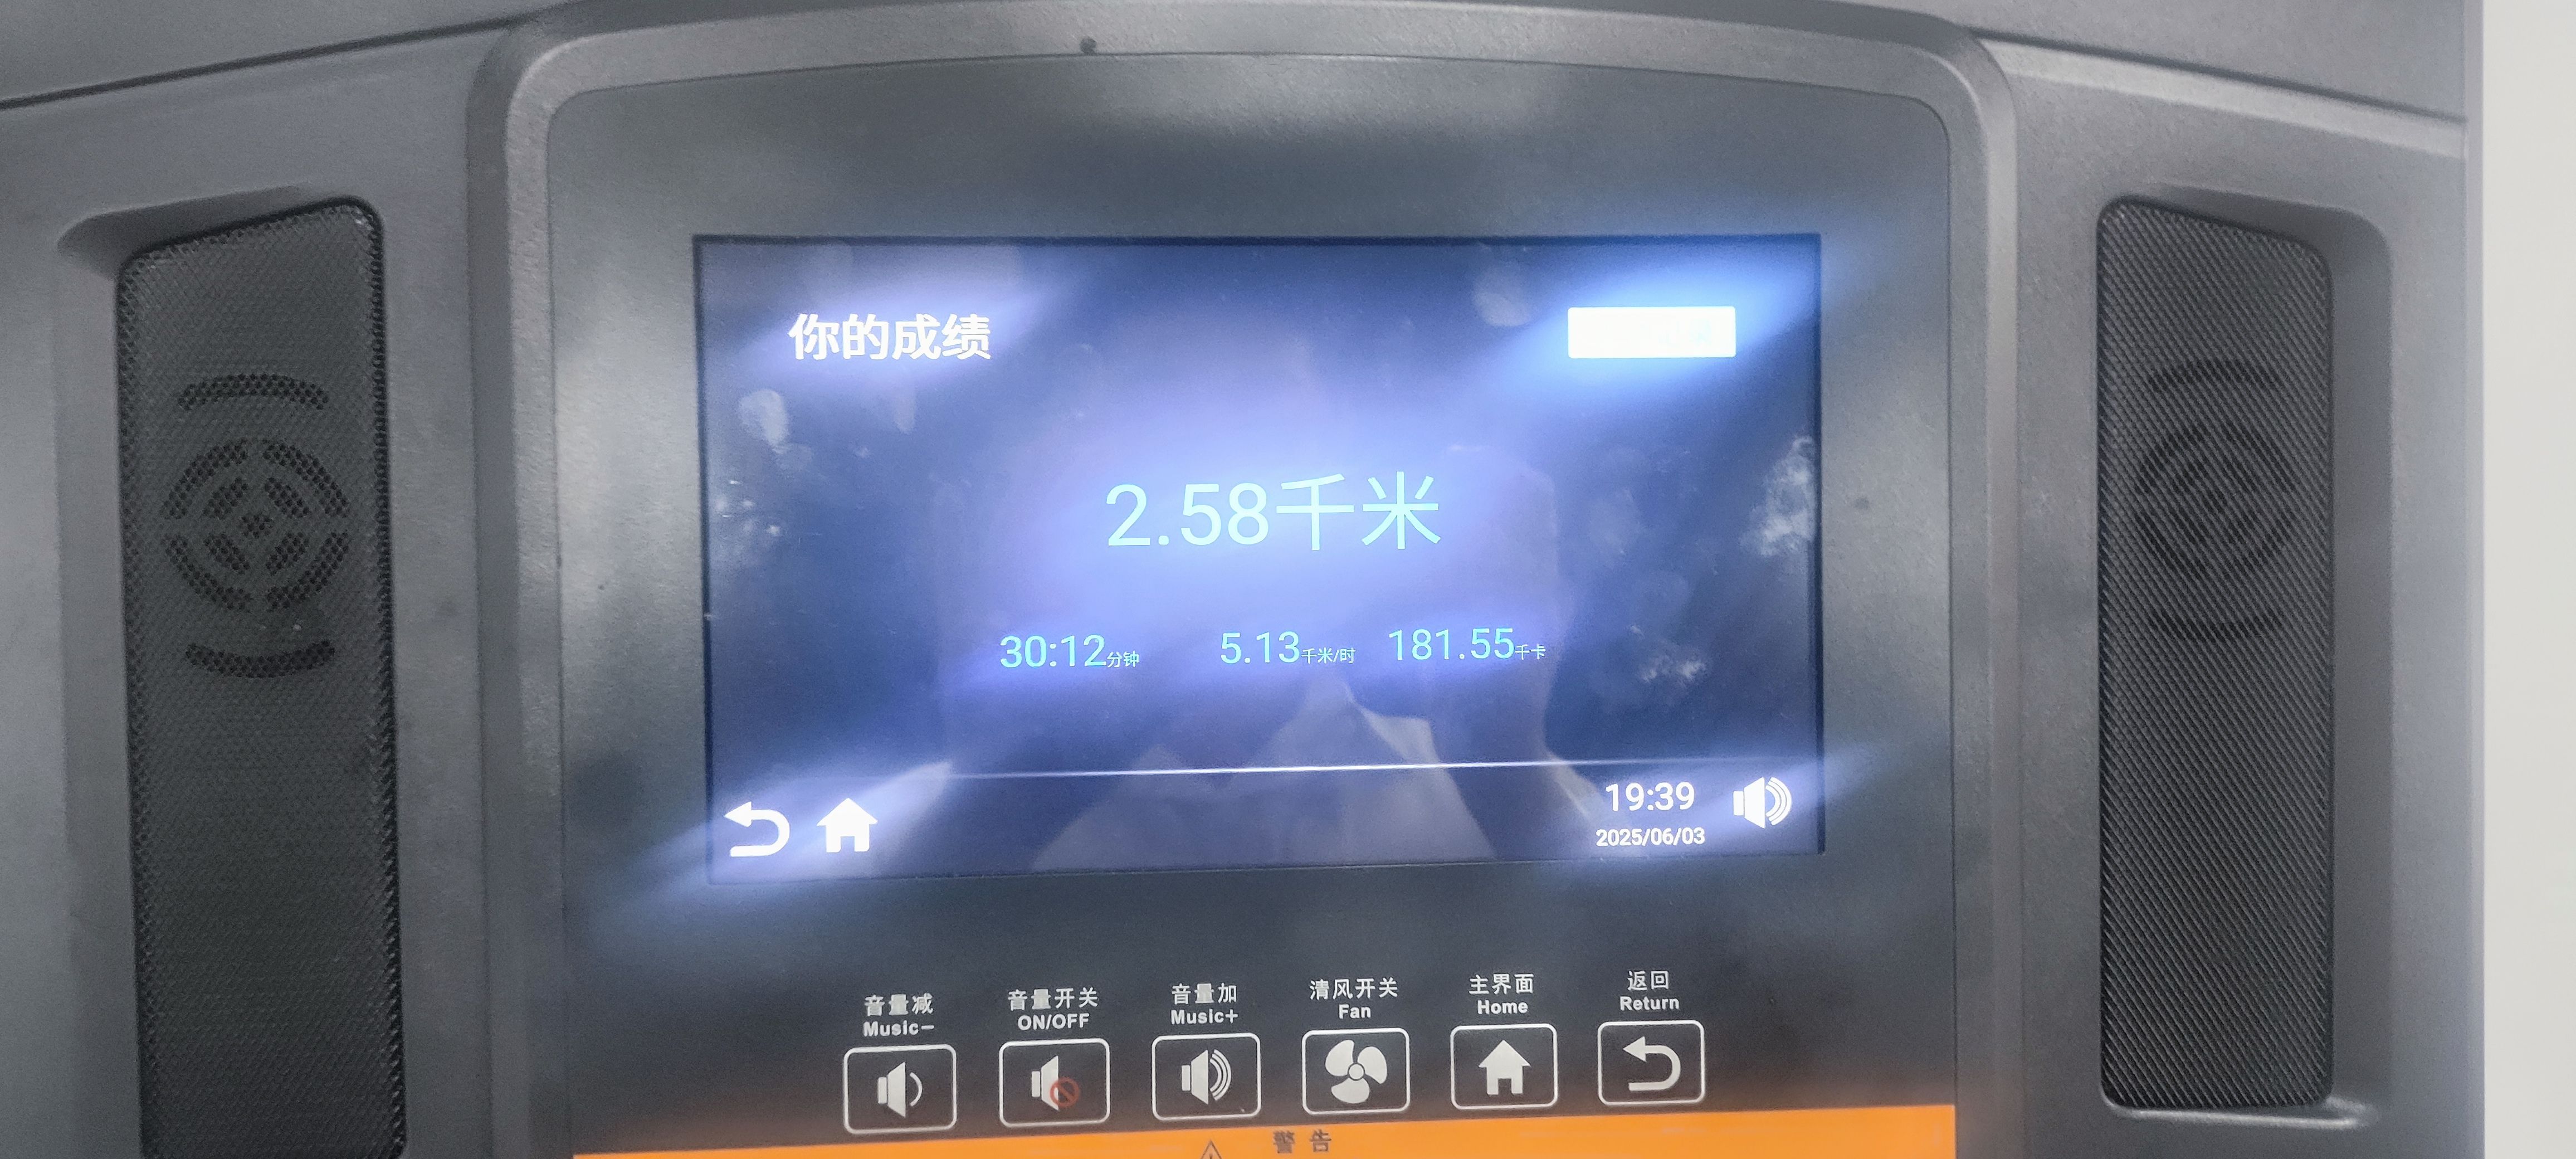 你的成绩
2.58千米
30:12分钟 5.13千米/时 181.55千卡
19:39
2025/06/03
音量减 音量开关 音量加 清风开关 主界面 返回
Music− ON/OFF Music+ Fan Home Return
警告